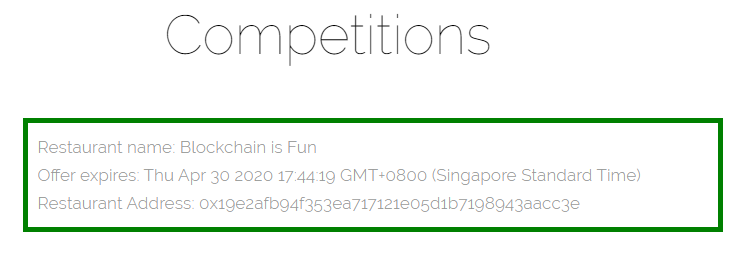 Competitions
Restaurant name: Blockchain is Fun
Offer expires: Thu Apr 30 2020 17:44:19 GMT+0800 (Singapore Standard Time)
Restaurant Address: 0x19e2afb94f353ea717121e05d1b7198943aacc3e